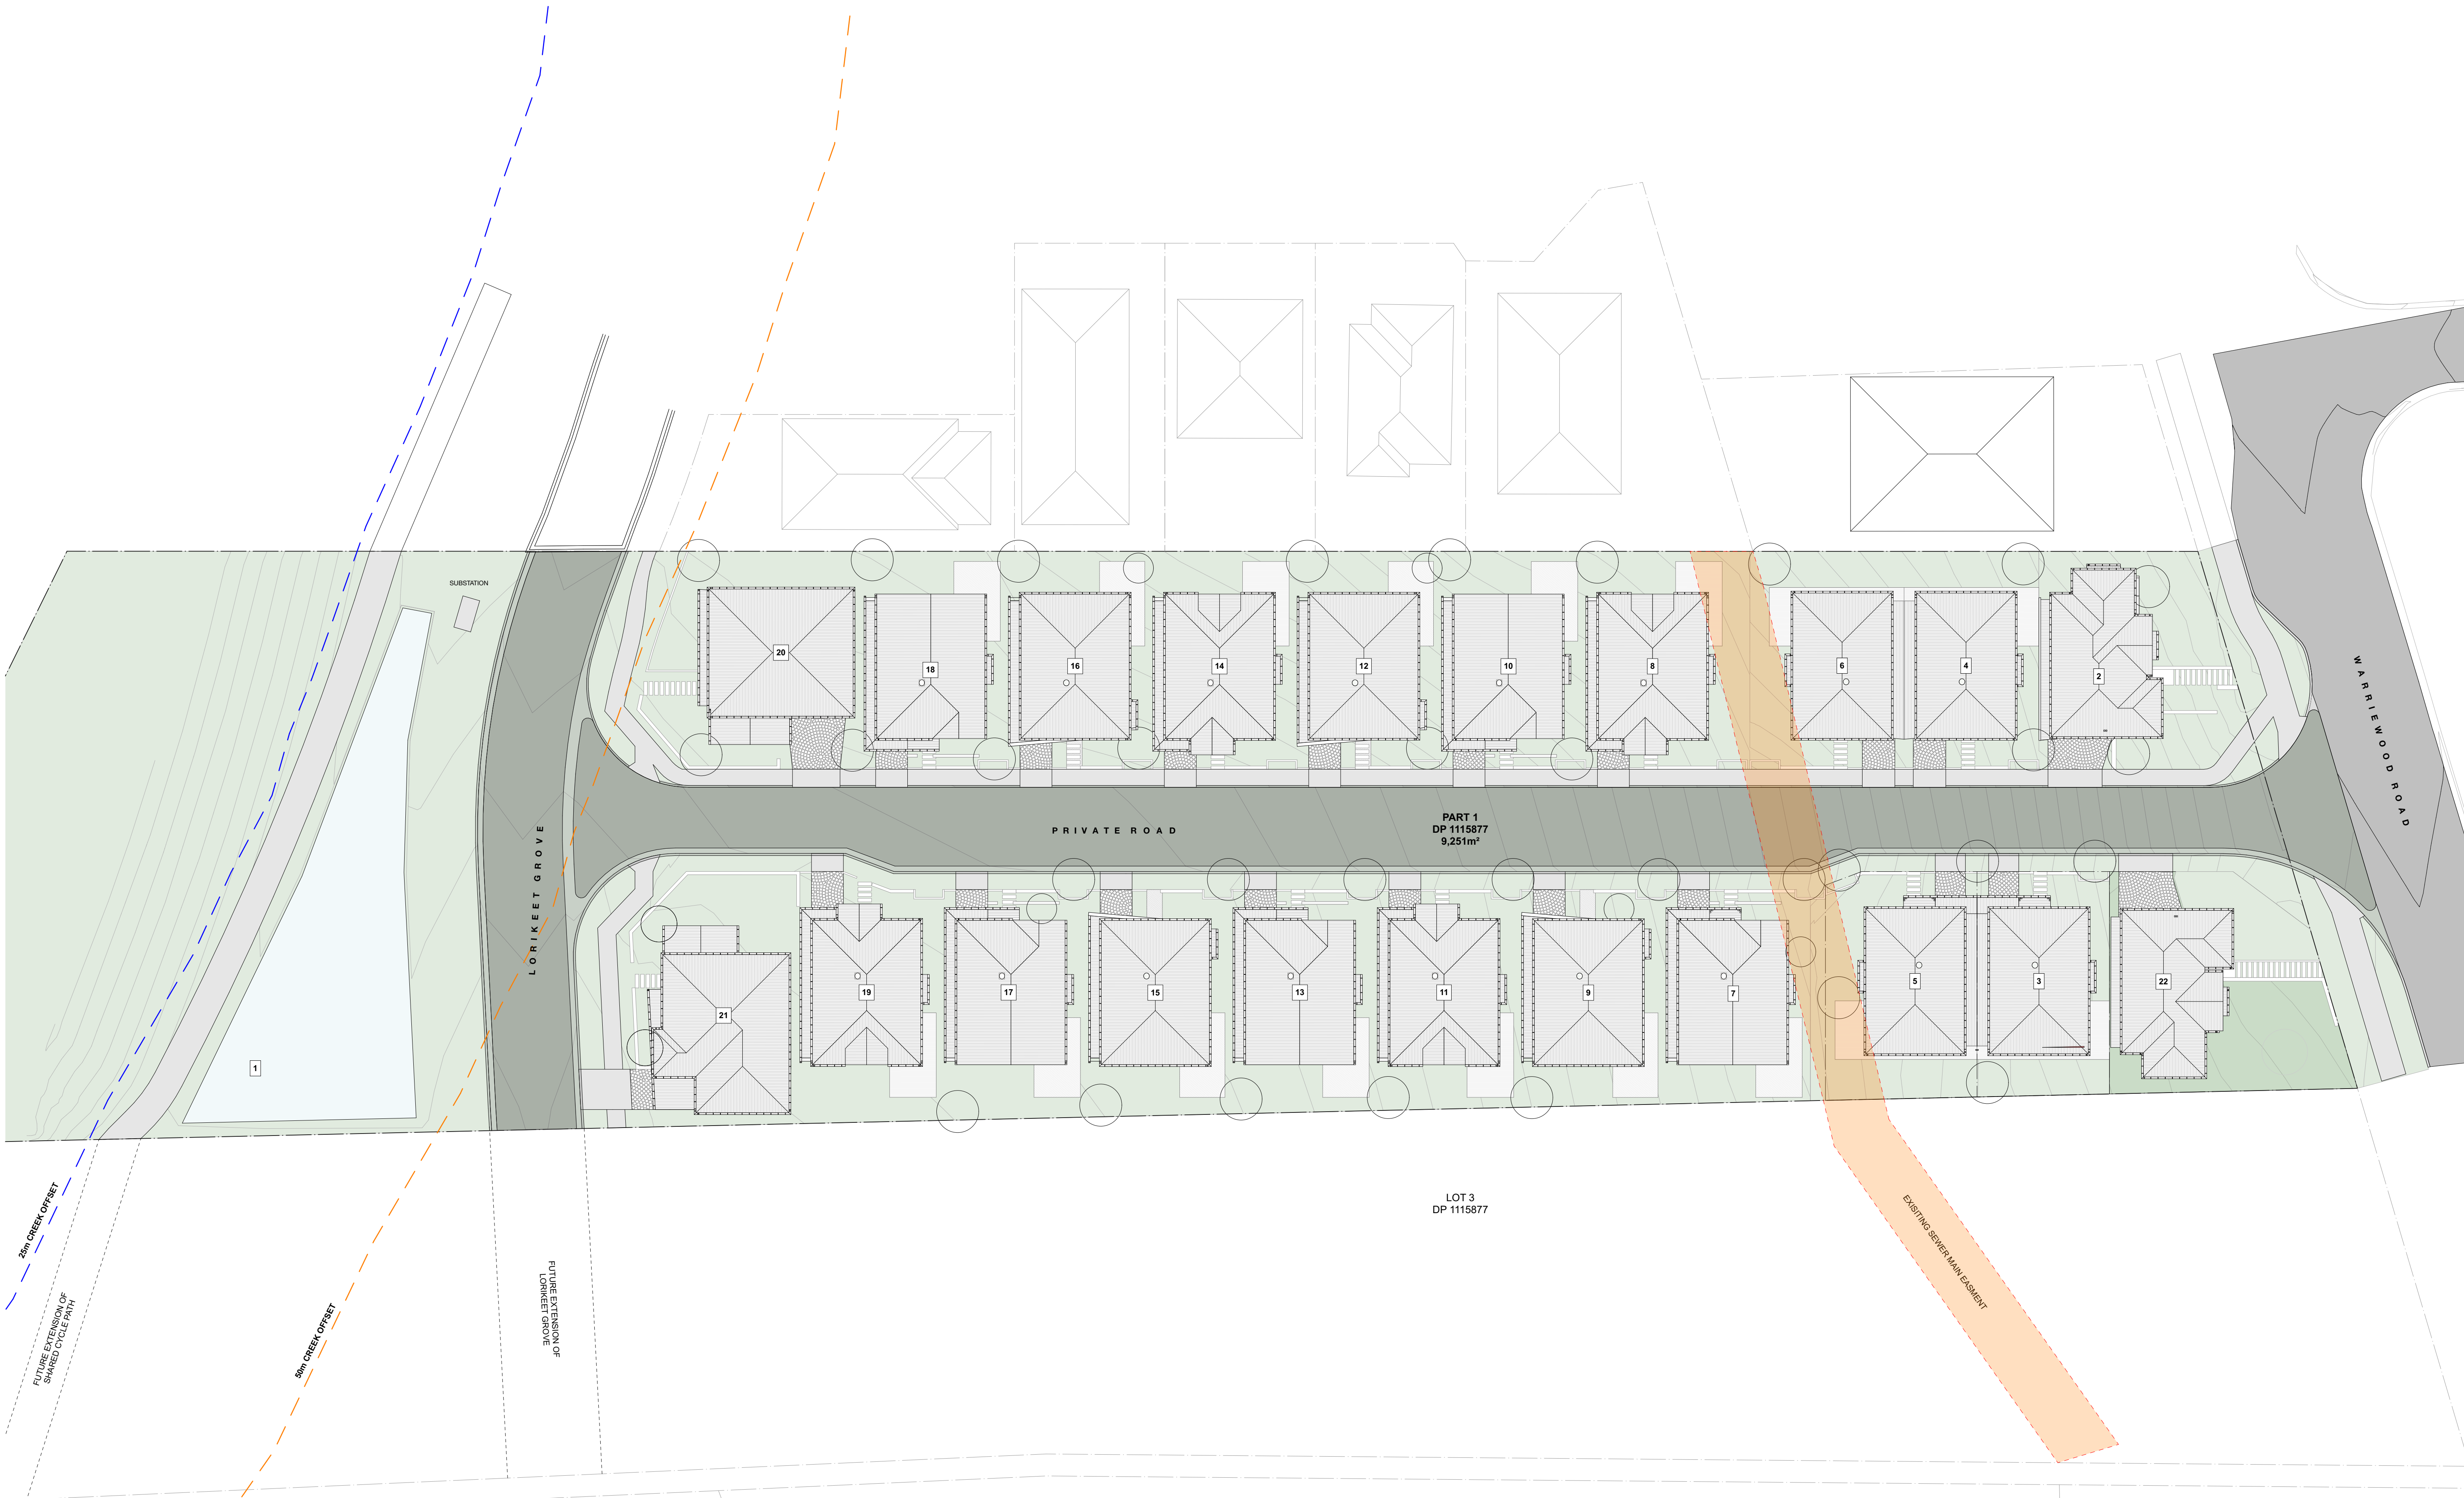 SUBSTATION
20
18
16
14
12
10
8
6
4
2
WARRIEWOOD ROAD
PRIVATE ROAD
PART 1
DP 1115877
9,251m²
LORIKEET GROVE
21
19
17
15
13
11
9
7
5
3
22
1
LOT 3
DP 1115877
25m CREEK OFFSET
50m CREEK OFFSET
FUTURE EXTENSION OF
SHARED CYCLE PATH
FUTURE EXTENSION OF
LORIKEET GROVE
EXISITING SEWER MAIN EASMENT